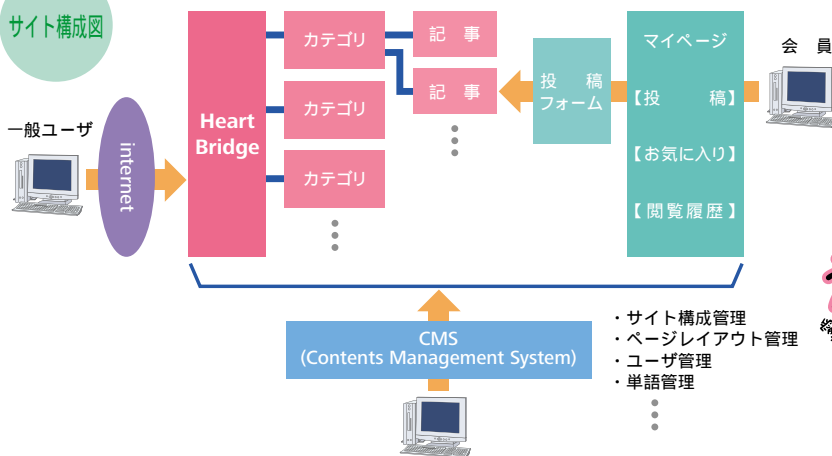 サイト構成図
一般ユーザ
internet
Heart
Bridge
カテゴリ
カテゴリ
カテゴリ
記 事
記 事
投 稿
フォーム
マイページ
【投 稿】
【お気に入り】
【閲覧履歴】
会 員
CMS
(Contents Management System)
・サイト構成管理
・ページレイアウト管理
・ユーザ管理
・単語管理